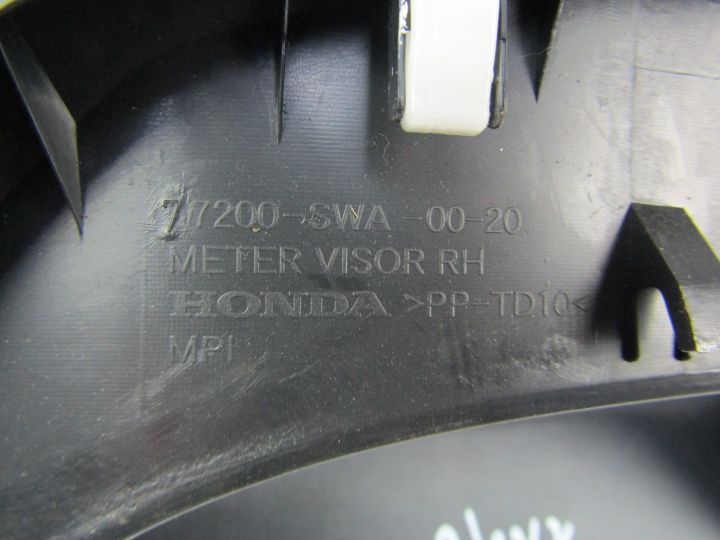 77200-SWA-00-20
METER VISOR RH
HONDA >PP-TD10<
MPI